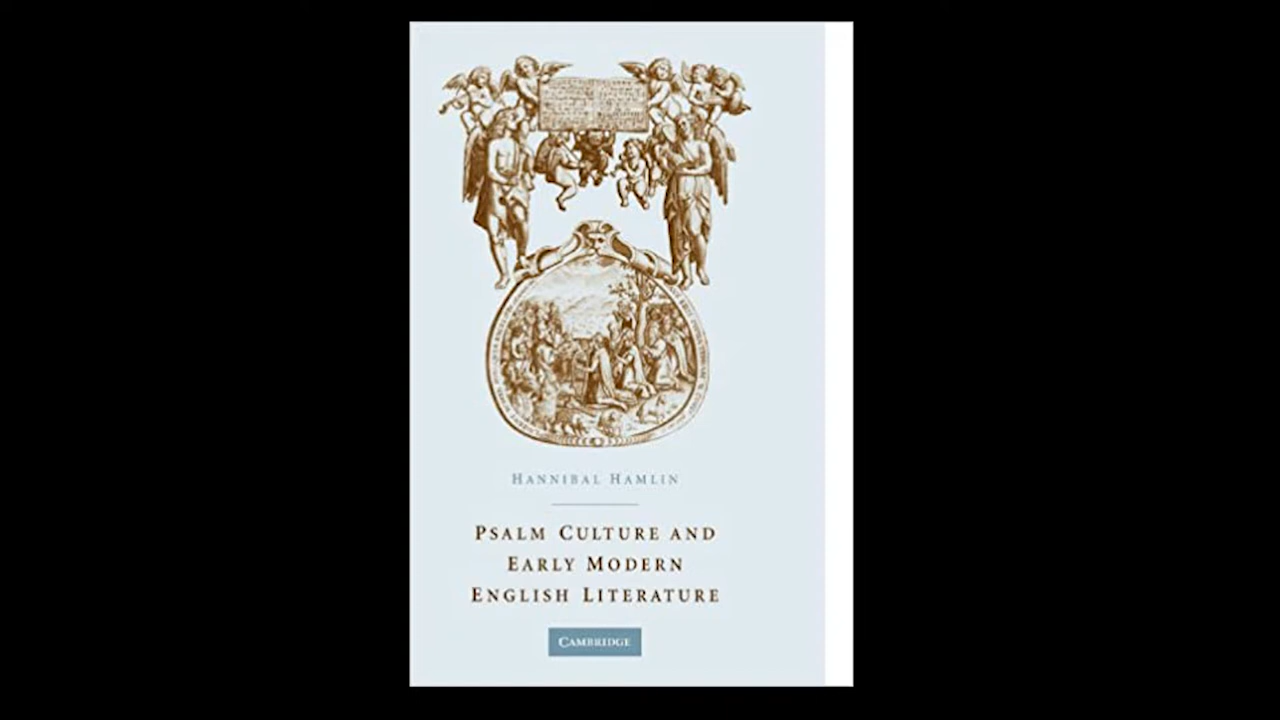 HANNIBAL HAMLIN
PSALM CULTURE AND
EARLY MODERN
ENGLISH LITERATURE
CAMBRIDGE